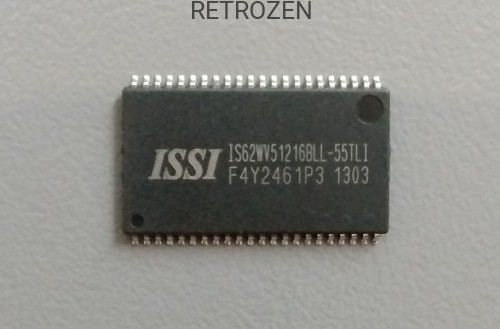 RETROZEN
ISSI
IS62WV51216BLL-55TLI
F4Y2461P3 1303